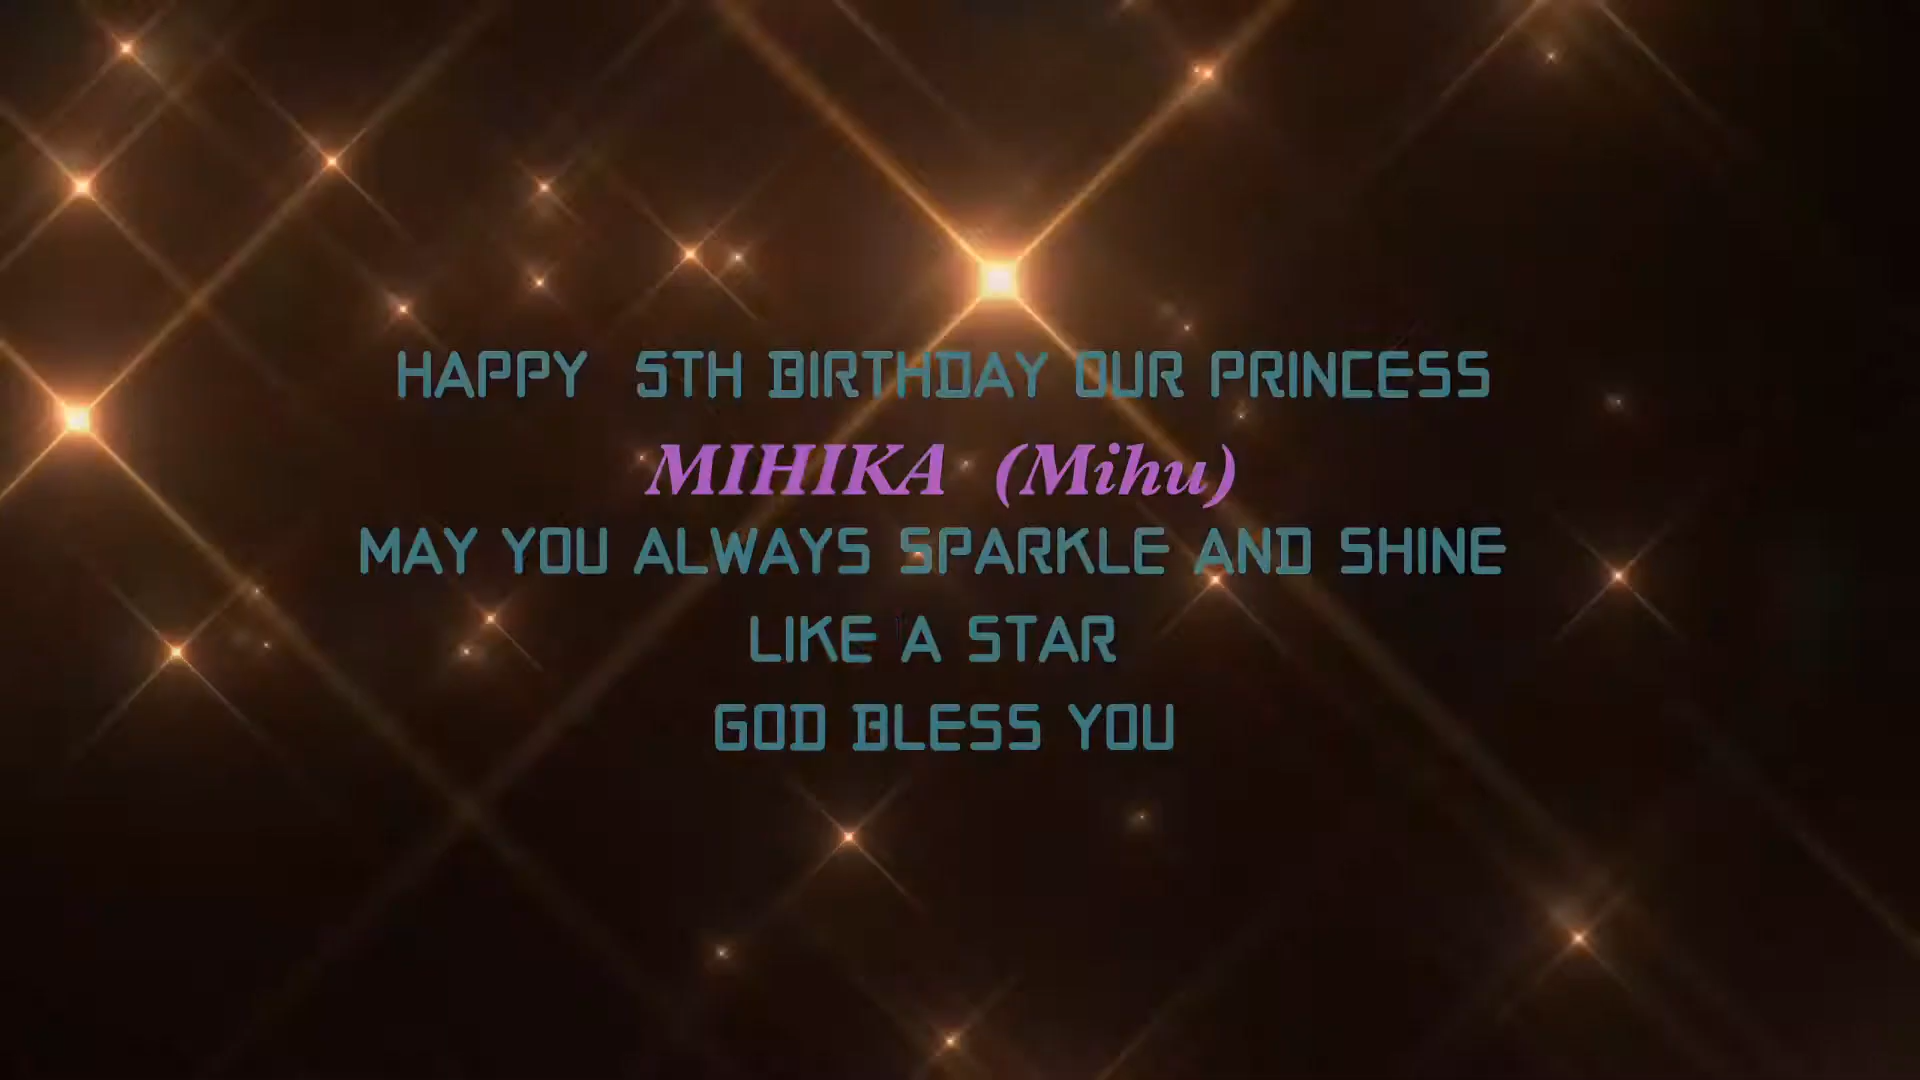 HAPPY  5TH BIRTHDAY OUR PRINCESS
MIHIKA  (Mihu)
MAY YOU ALWAYS SPARKLE AND SHINE
LIKE A STAR
GOD BLESS YOU